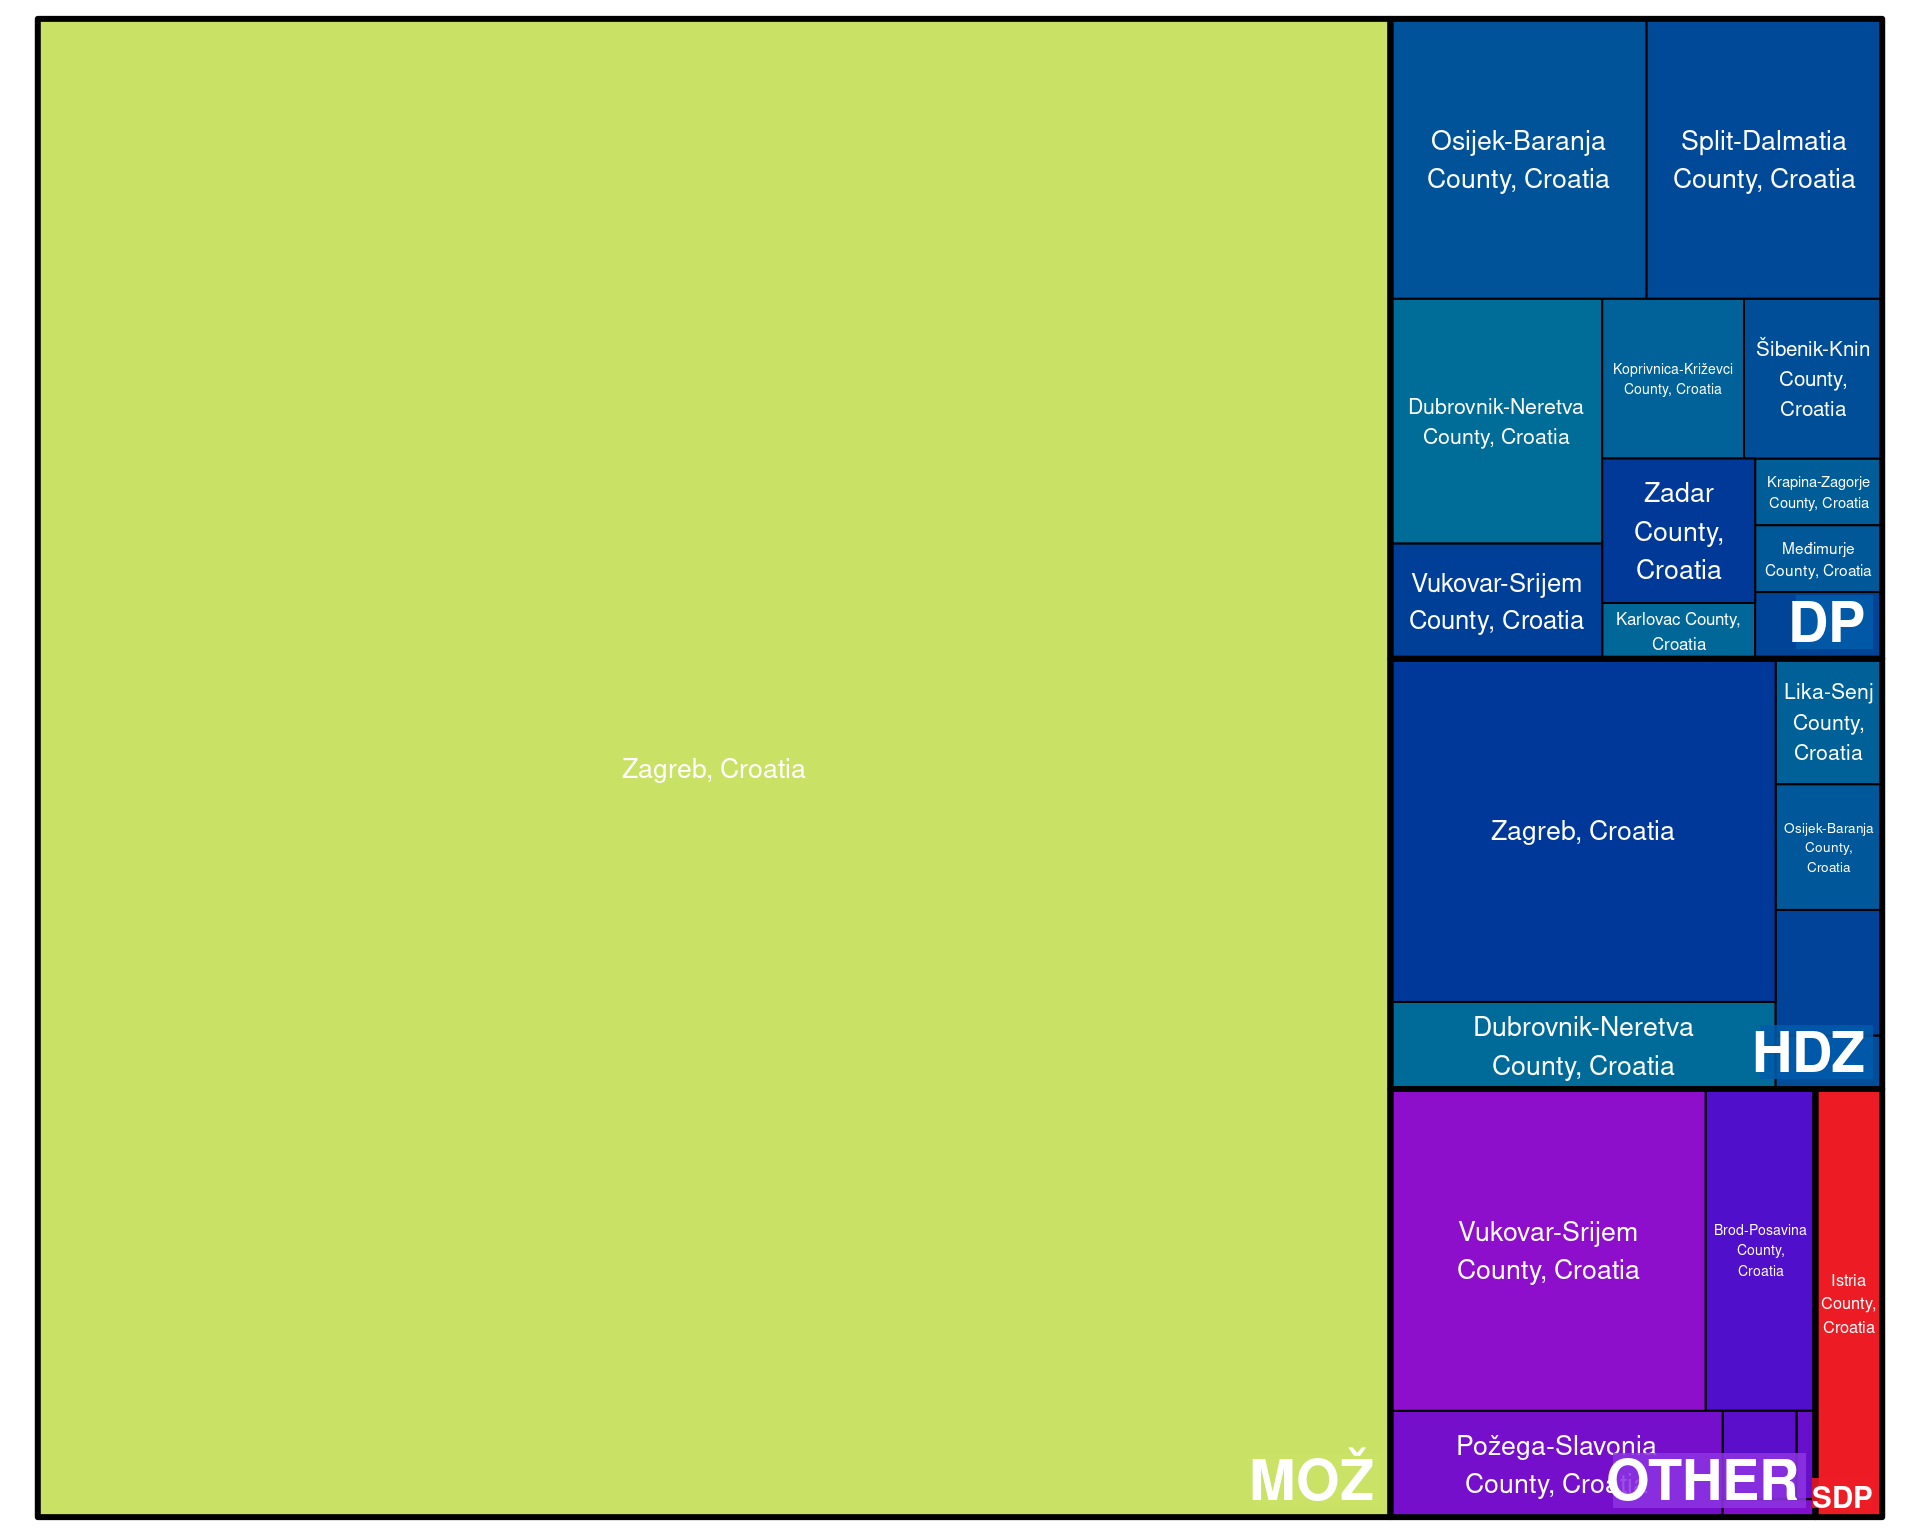 Zagreb, Croatia
MOŽ
Osijek-Baranja
County, Croatia
Split-Dalmatia
County, Croatia
Dubrovnik-Neretva
County, Croatia
Koprivnica-Križevci
County, Croatia
Šibenik-Knin
County,
Croatia
Vukovar-Srijem
County, Croatia
Zadar
County,
Croatia
Krapina-Zagorje
County, Croatia
Međimurje
County, Croatia
Karlovac County,
Croatia
DP
Zagreb, Croatia
Lika-Senj
County,
Croatia
Osijek-Baranja
County,
Croatia
Dubrovnik-Neretva
County, Croatia
HDZ
Vukovar-Srijem
County, Croatia
Brod-Posavina
County,
Croatia
Požega-Slavonia
County, Croatia
OTHER
Istria
County,
Croatia
SDP